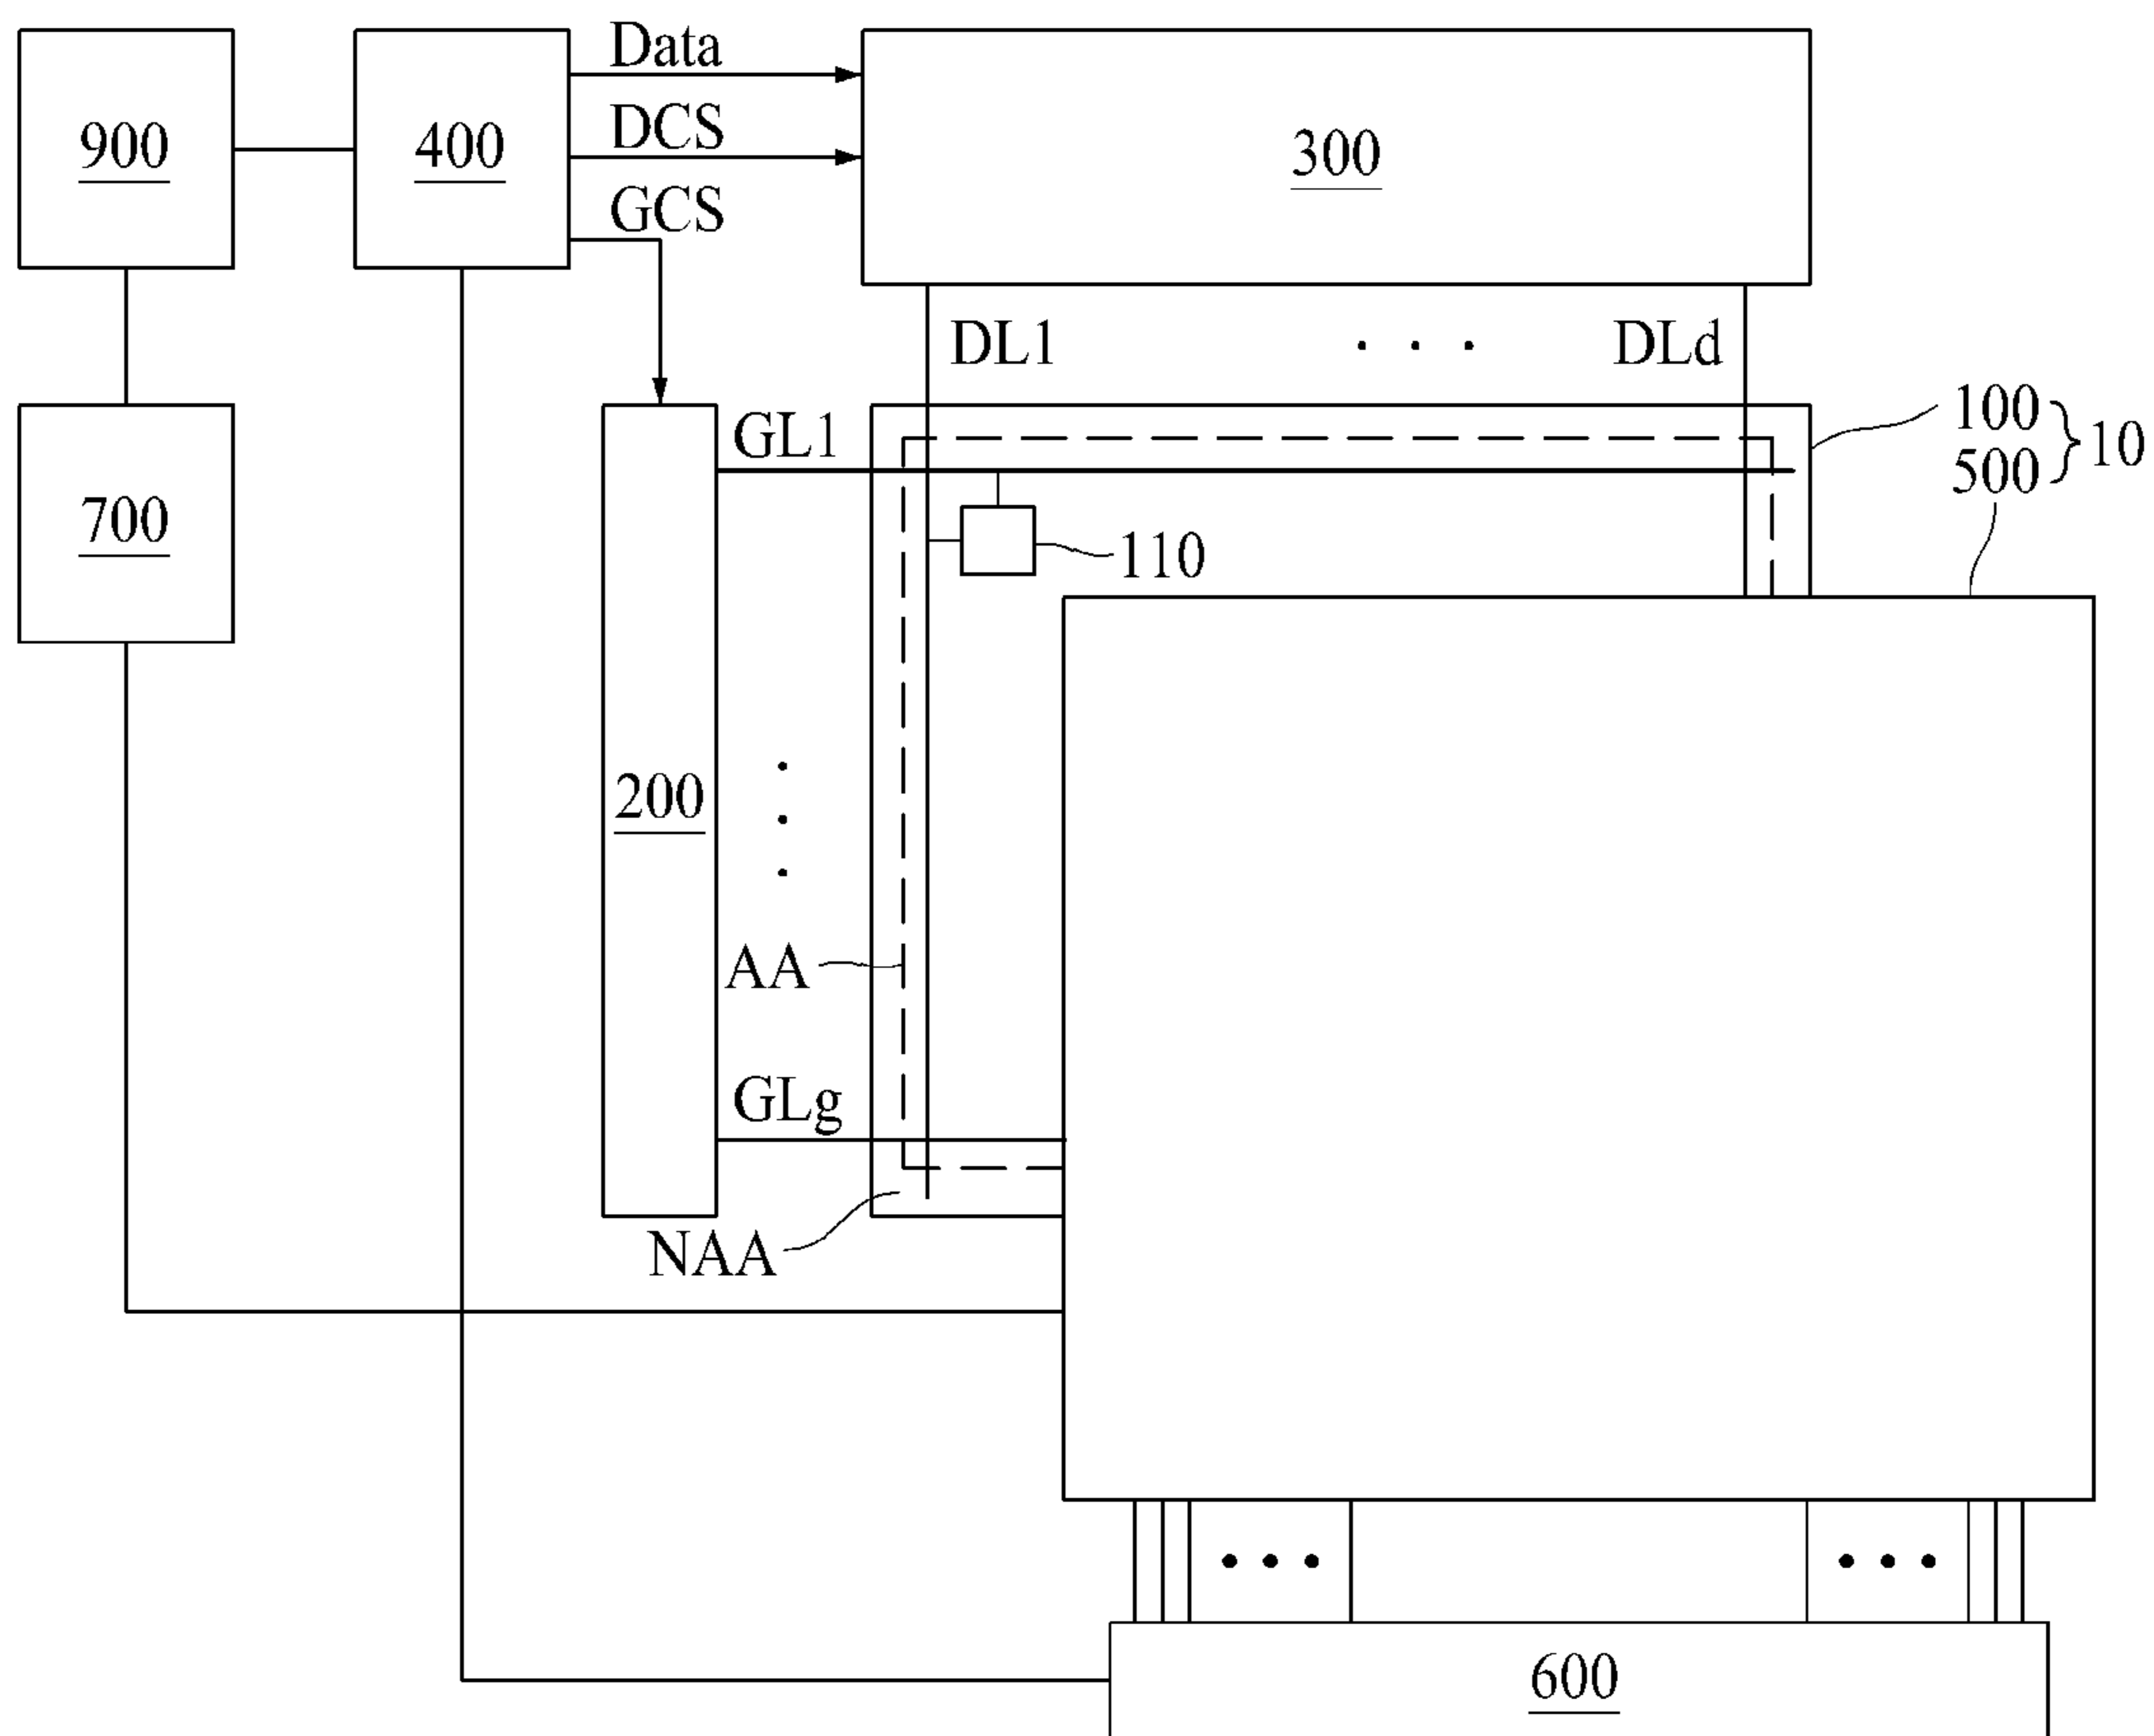 Data
900
400
DCS
300
GCS
DL1
. . .
DLd
100
500
10
GL1
700
110
200
AA
GLg
NAA
600